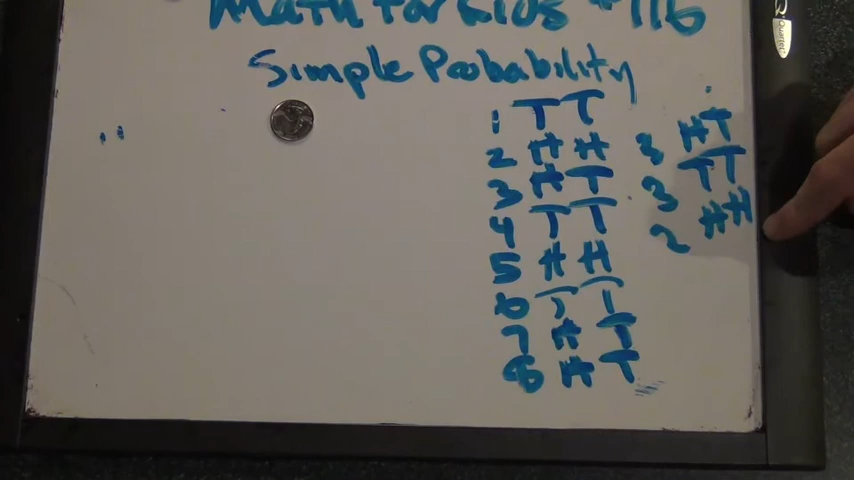 Math for Kids #116
Simple Probability
1 T T
2 H H
3 H T
4 T T
5 H H
6 T T
7 H T
8 H T
3 HT
3 TT
2 HH
Quartet